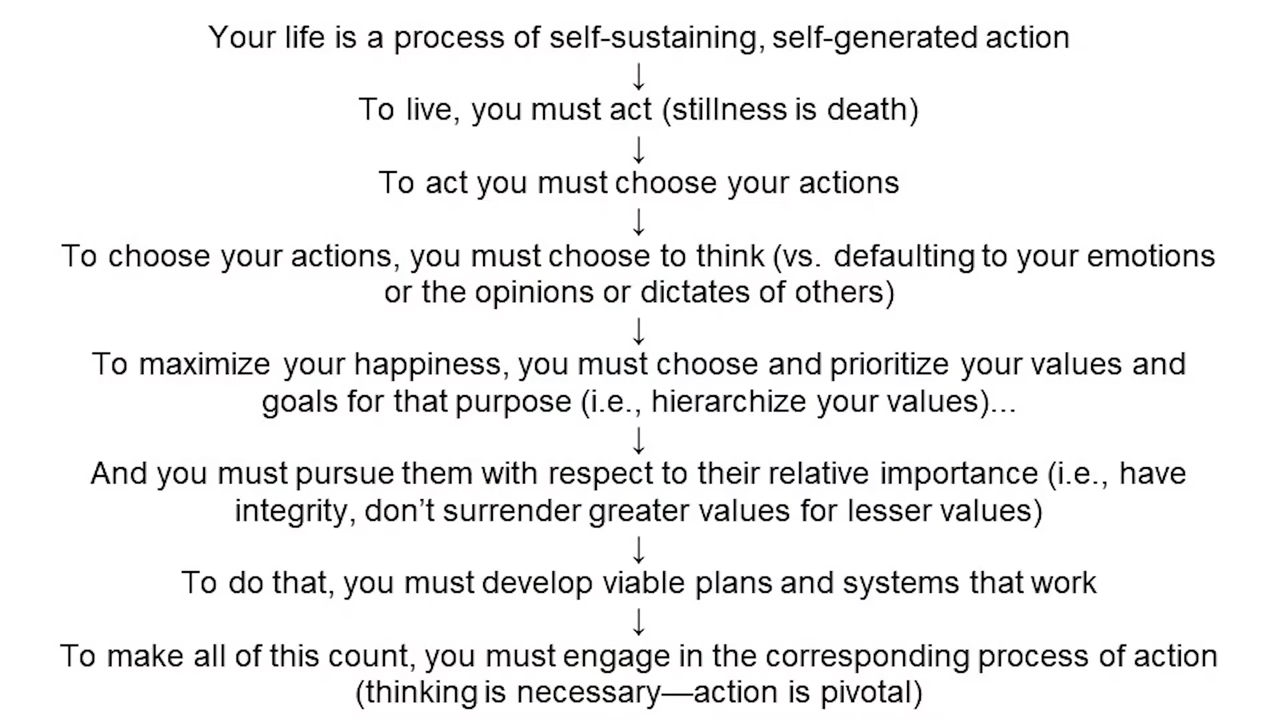 Your life is a process of self-sustaining, self-generated action
↓
To live, you must act (stillness is death)
↓
To act you must choose your actions
↓
To choose your actions, you must choose to think (vs. defaulting to your emotions
or the opinions or dictates of others)
↓
To maximize your happiness, you must choose and prioritize your values and
goals for that purpose (i.e., hierarchize your values)...
↓
And you must pursue them with respect to their relative importance (i.e., have
integrity, don’t surrender greater values for lesser values)
↓
To do that, you must develop viable plans and systems that work
↓
To make all of this count, you must engage in the corresponding process of action
(thinking is necessary—action is pivotal)